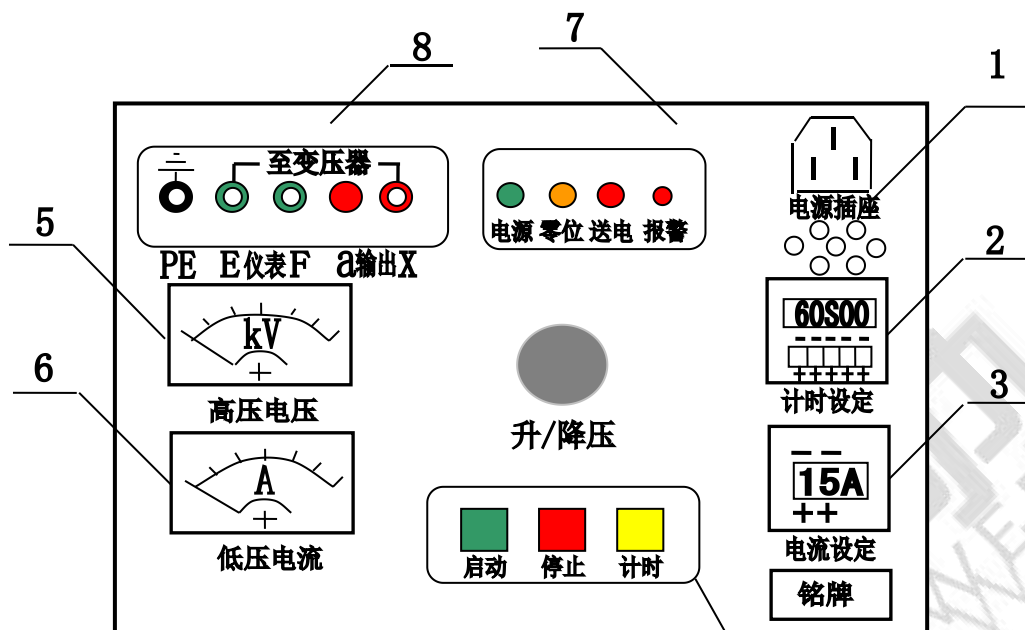 8
7
1
至变压器
电源 零位 送电 报警
电源插座
5
PE E仪表F a输出X
2
kV
60S00
- - - - -
+++++
6
高压电压
计时设定
3
升/降压
A
- -
15A
++
低压电流
电流设定
启动 停止 计时
铭牌